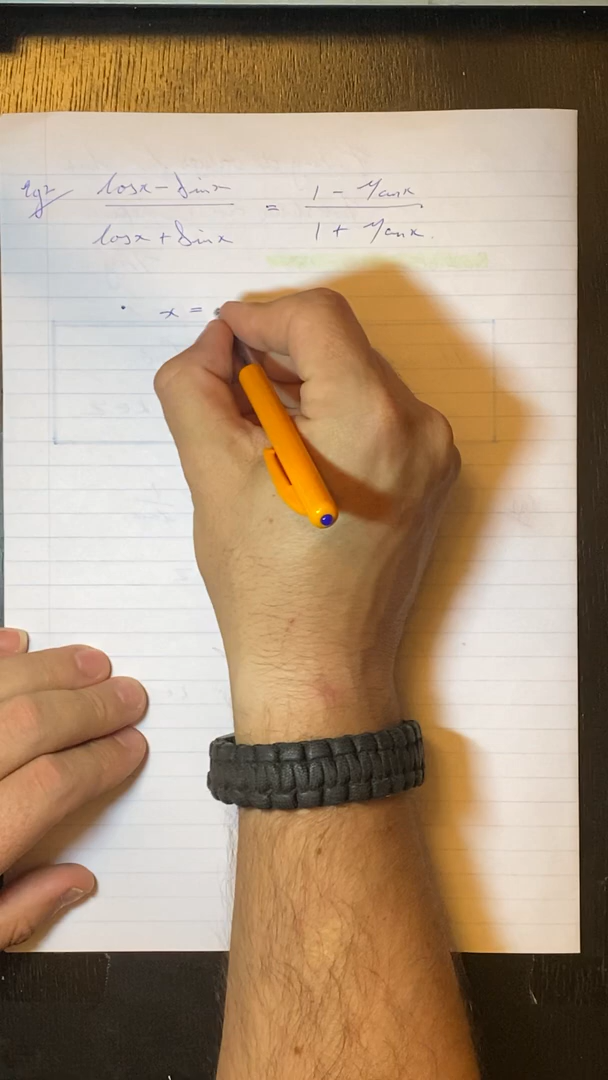 Eg2 cosx - sinx / cosx + sinx = 1 - tanx / 1 + tanx.
• x =